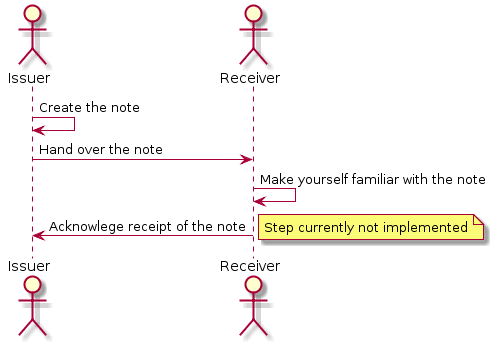 Issuer
Receiver
Create the note
Hand over the note
Make yourself familiar with the note
Acknowlege receipt of the note
Step currently not implemented
Issuer
Receiver